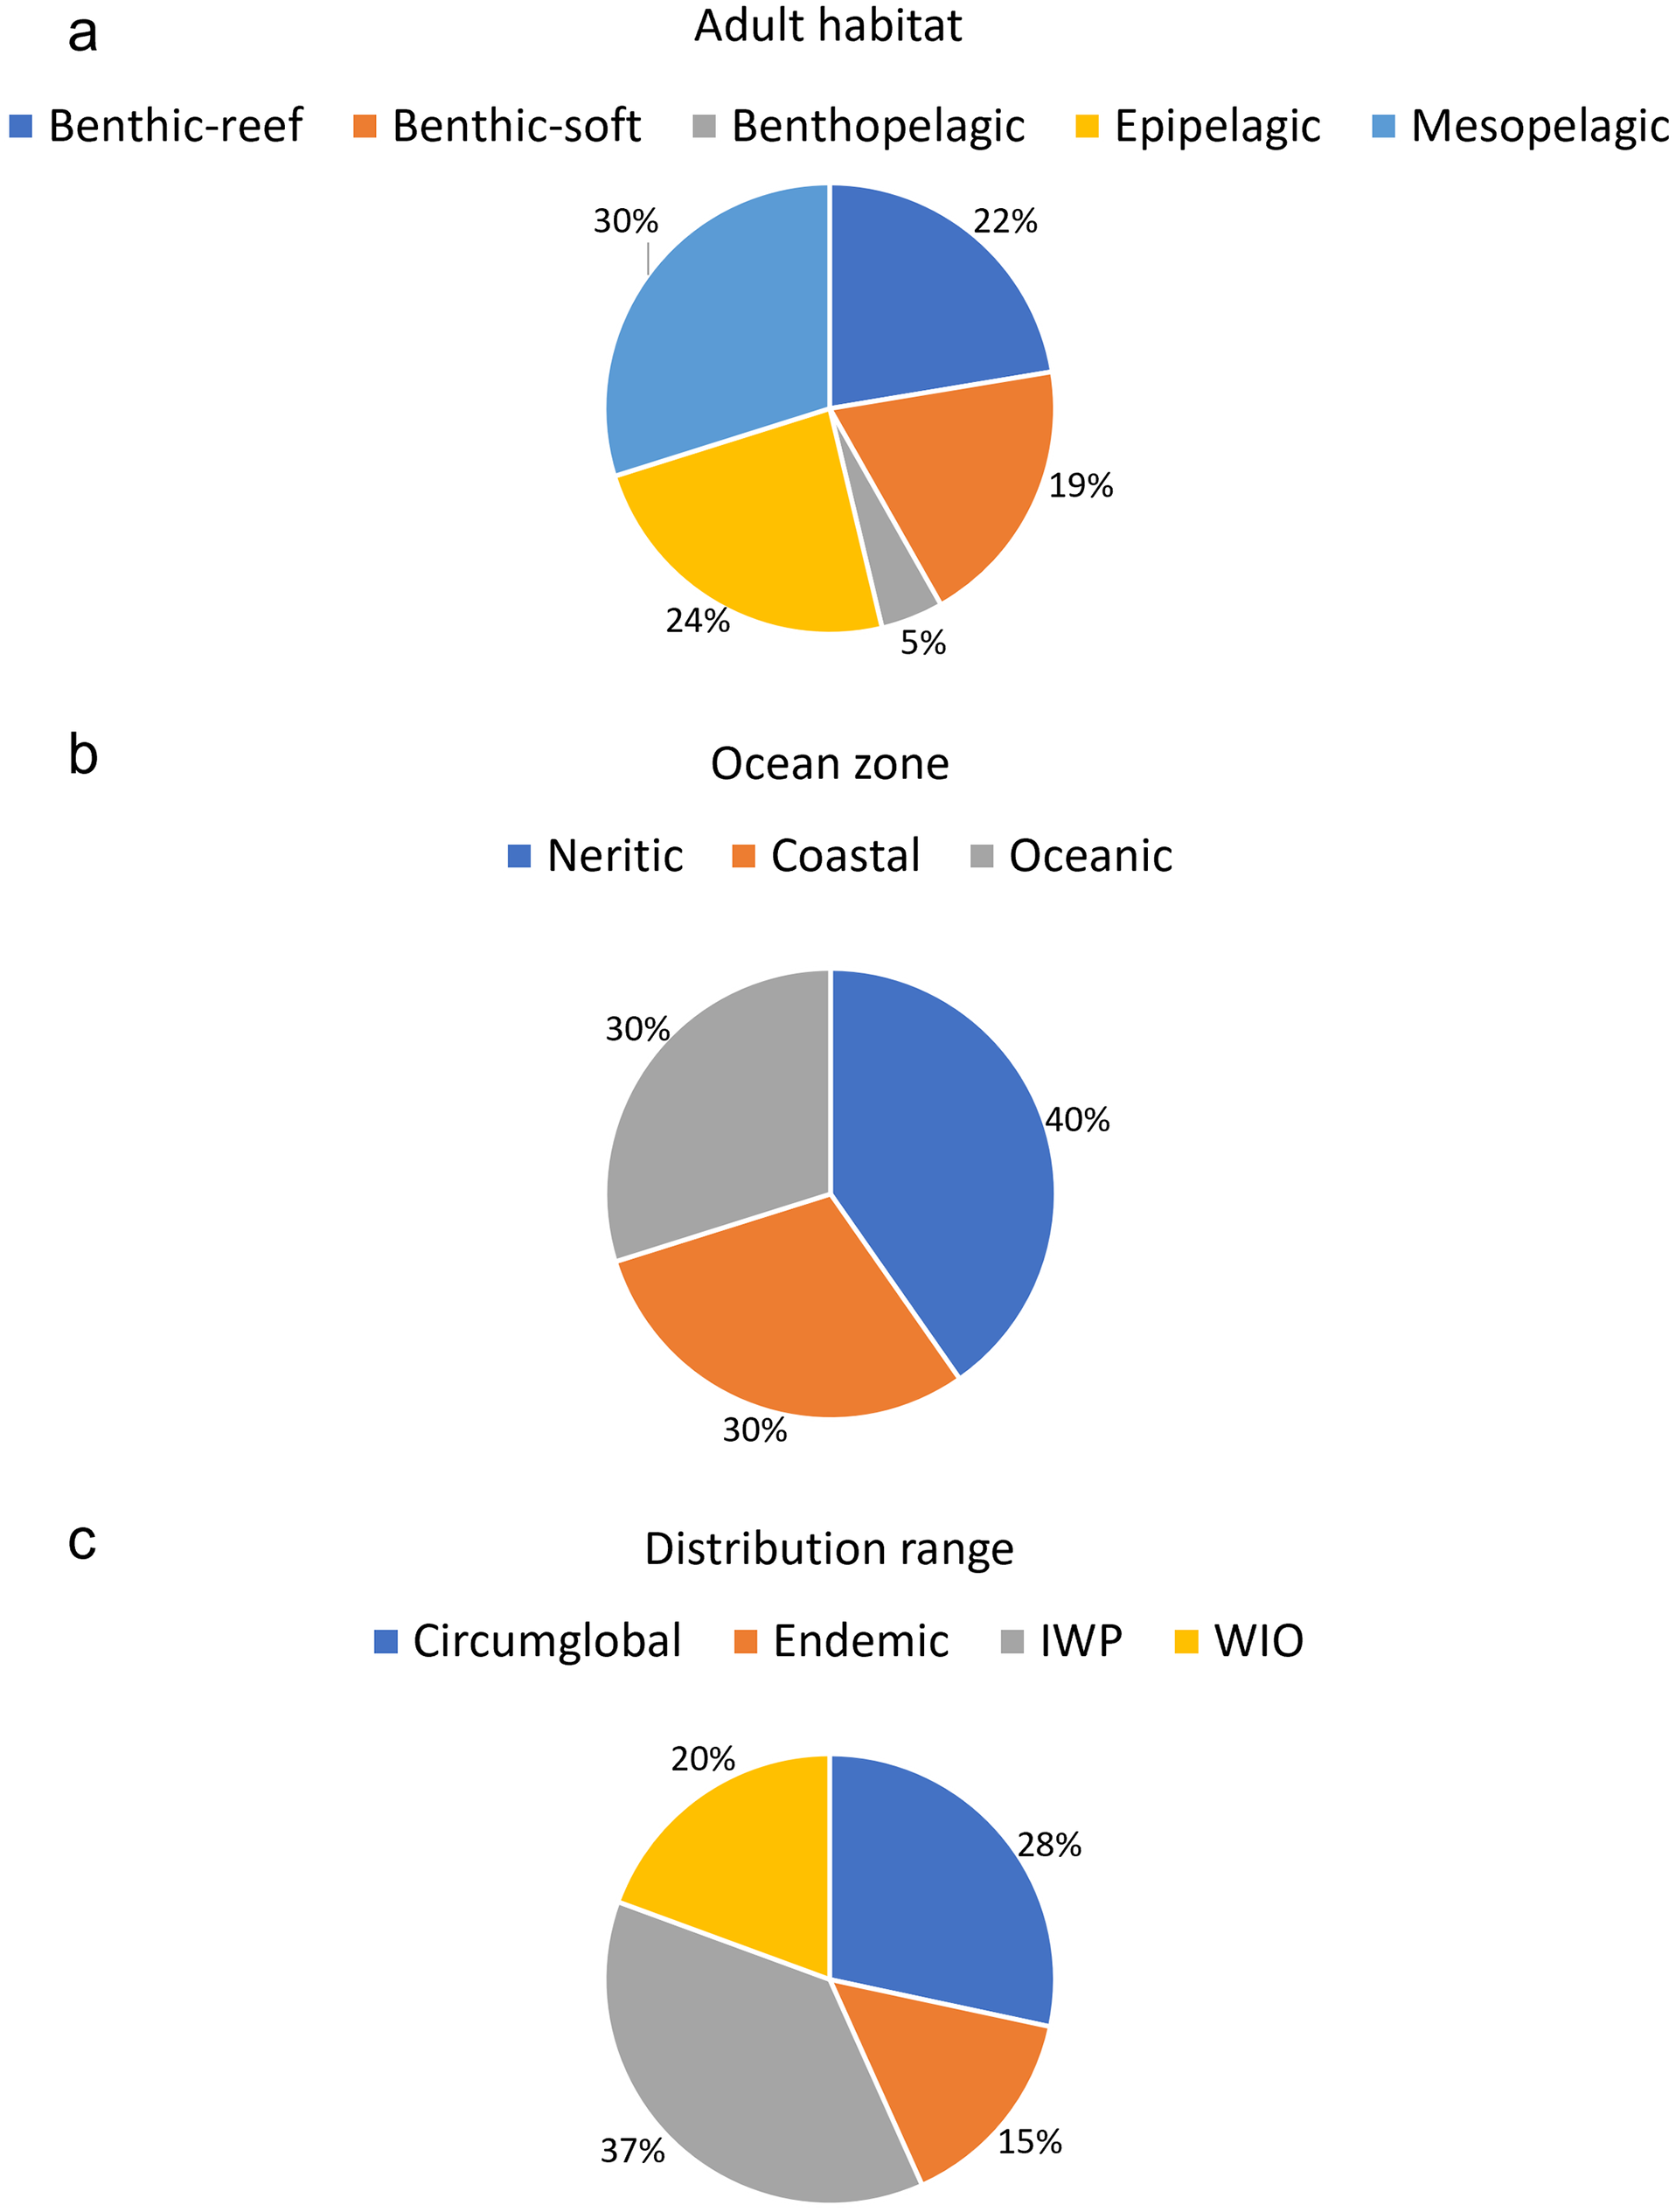 a
Adult habitat
Benthic-reef Benthic-soft Benthopelagic Epipelagic Mesopelagic
30% 22%
19%
24%
5%
b
Ocean zone
Neritic Coastal Oceanic
30%
40%
30%
c
Distribution range
Circumglobal Endemic IWP WIO
20%
28%
15%
37%